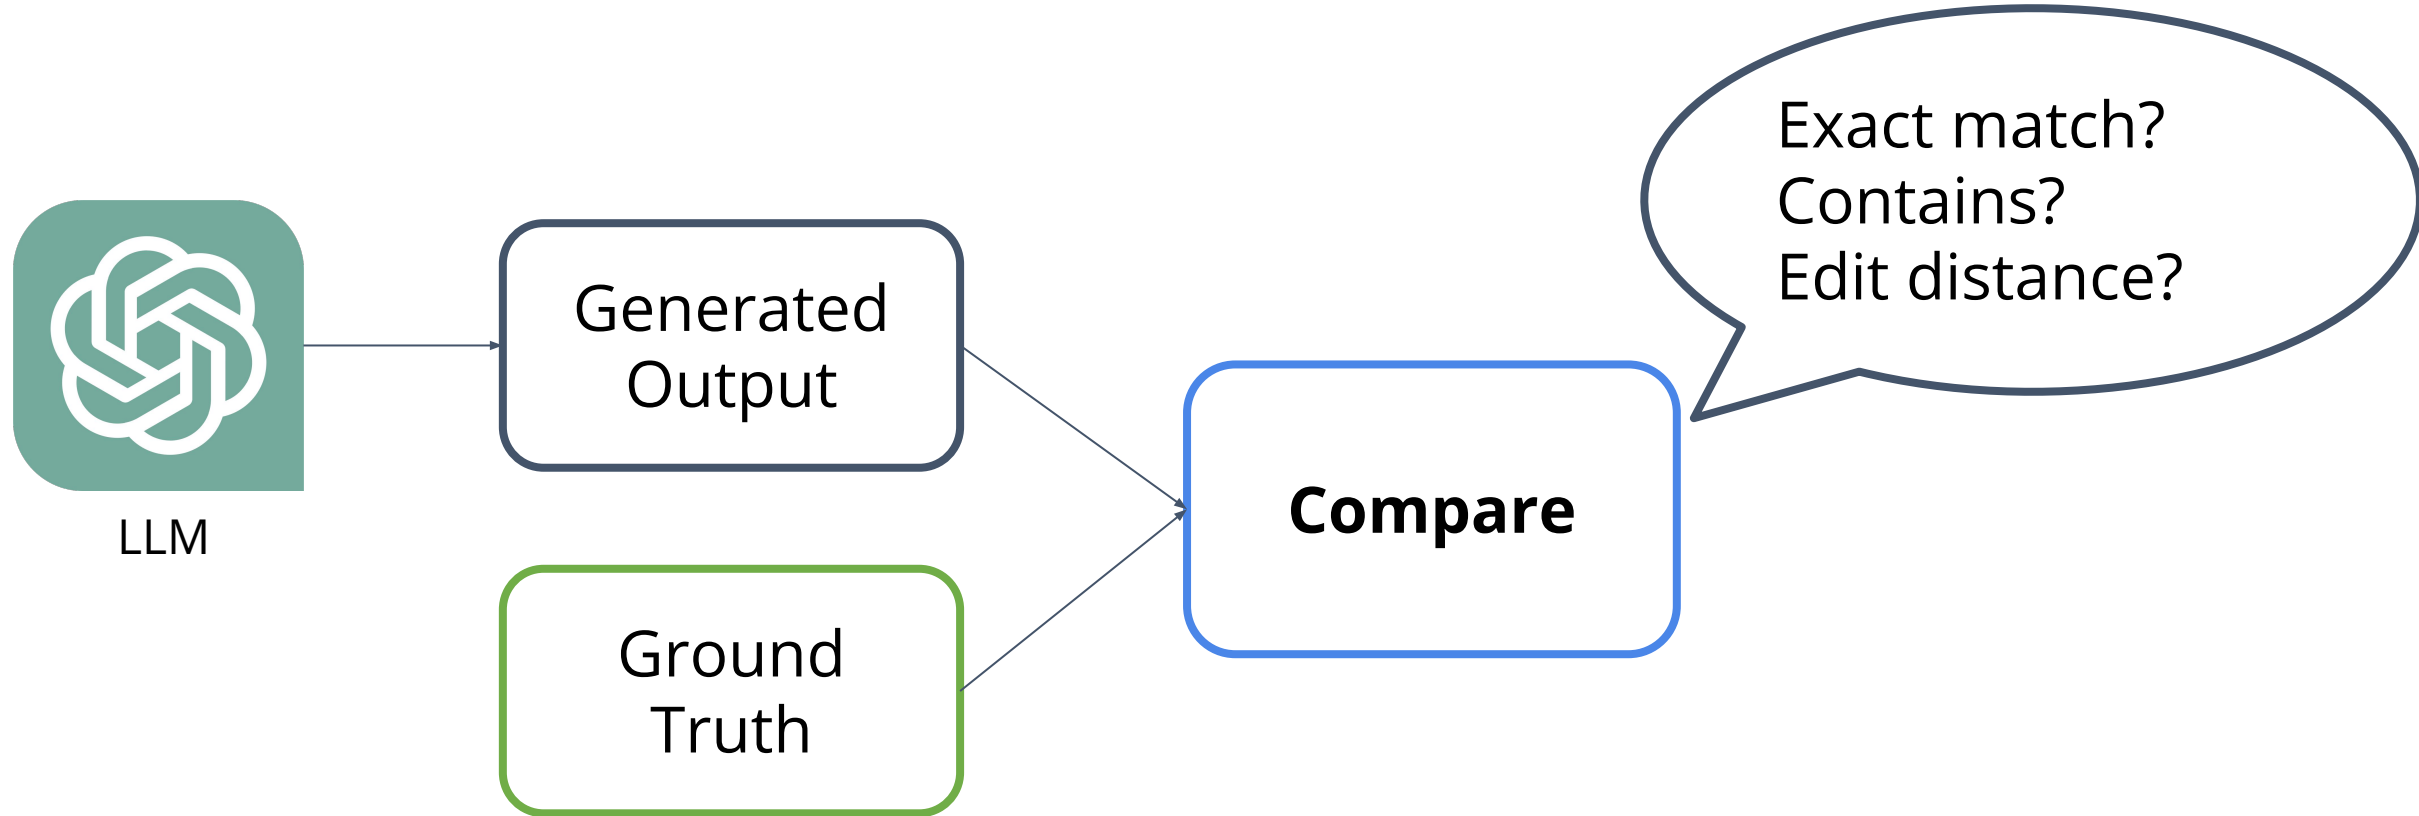 LLM
Generated
Output
Ground
Truth
Compare
Exact match?
Contains?
Edit distance?